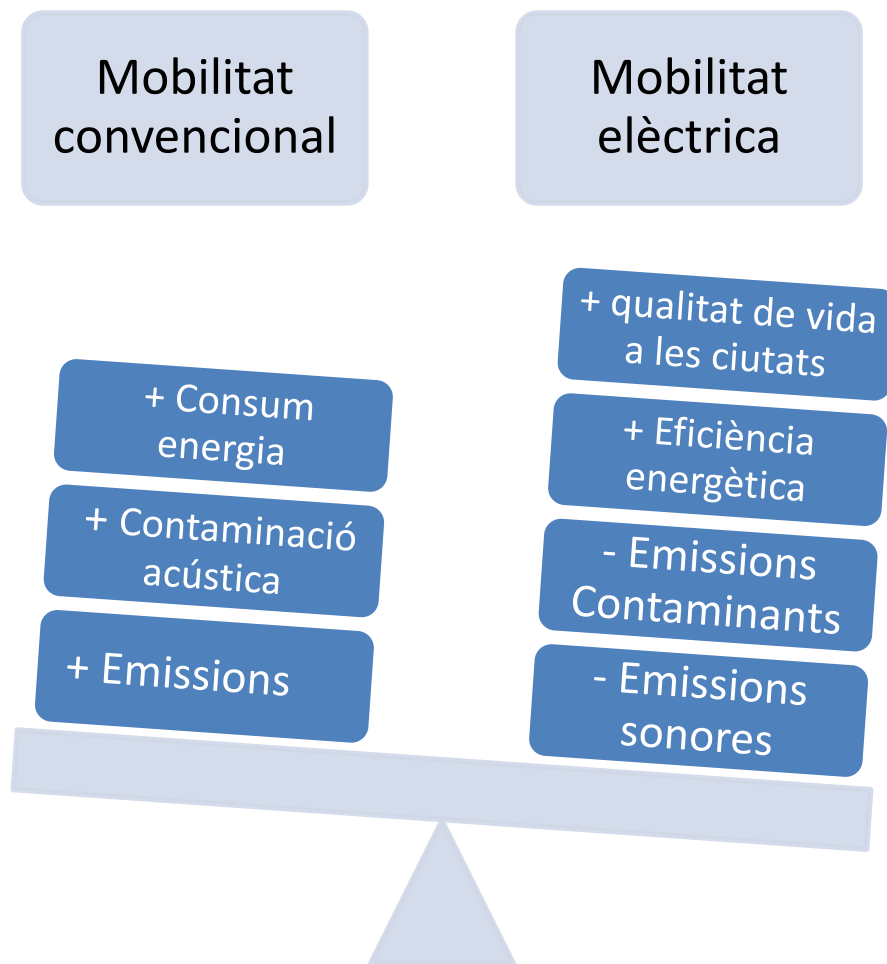 Mobilitat
convencional
Mobilitat
elèctrica
+ Consum
energia
+ Contaminació
acústica
+ Emissions
+ qualitat de vida
a les ciutats
+ Eficiència
energètica
- Emissions
Contaminants
- Emissions
sonores